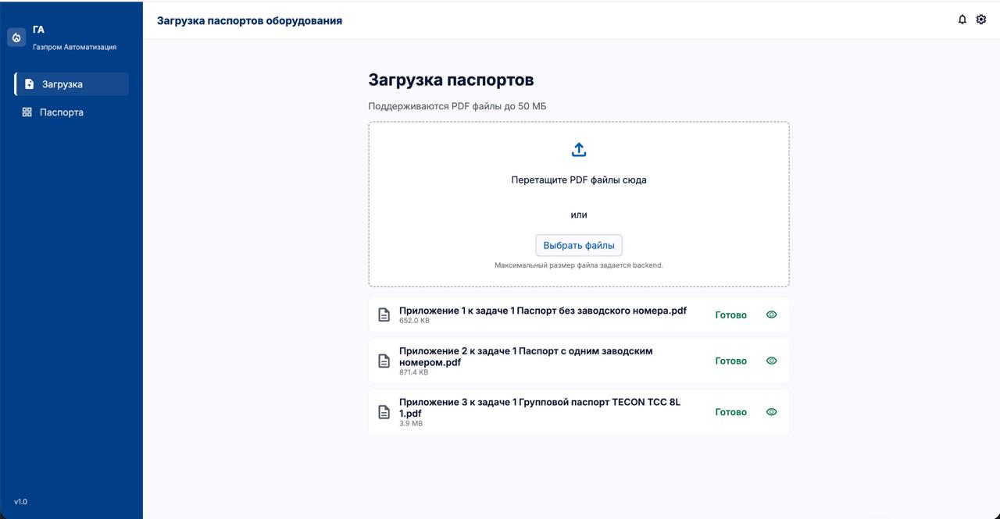 ГА
Газпром Автоматизация
Загрузка
Паспорта
v1.0
Загрузка паспортов оборудования
Загрузка паспортов
Поддерживаются PDF файлы до 50 МБ
Перетащите PDF файлы сюда
или
Выбрать файлы
Максимальный размер файла задается backend.
Приложение 1 к задаче 1 Паспорт без заводского номера.pdf
652.0 KB
Готово
Приложение 2 к задаче 1 Паспорт с одним заводским
номером.pdf
871.4 KB
Готово
Приложение 3 к задаче 1 Групповой паспорт TECON TCC 8L
1.pdf
3.9 MB
Готово